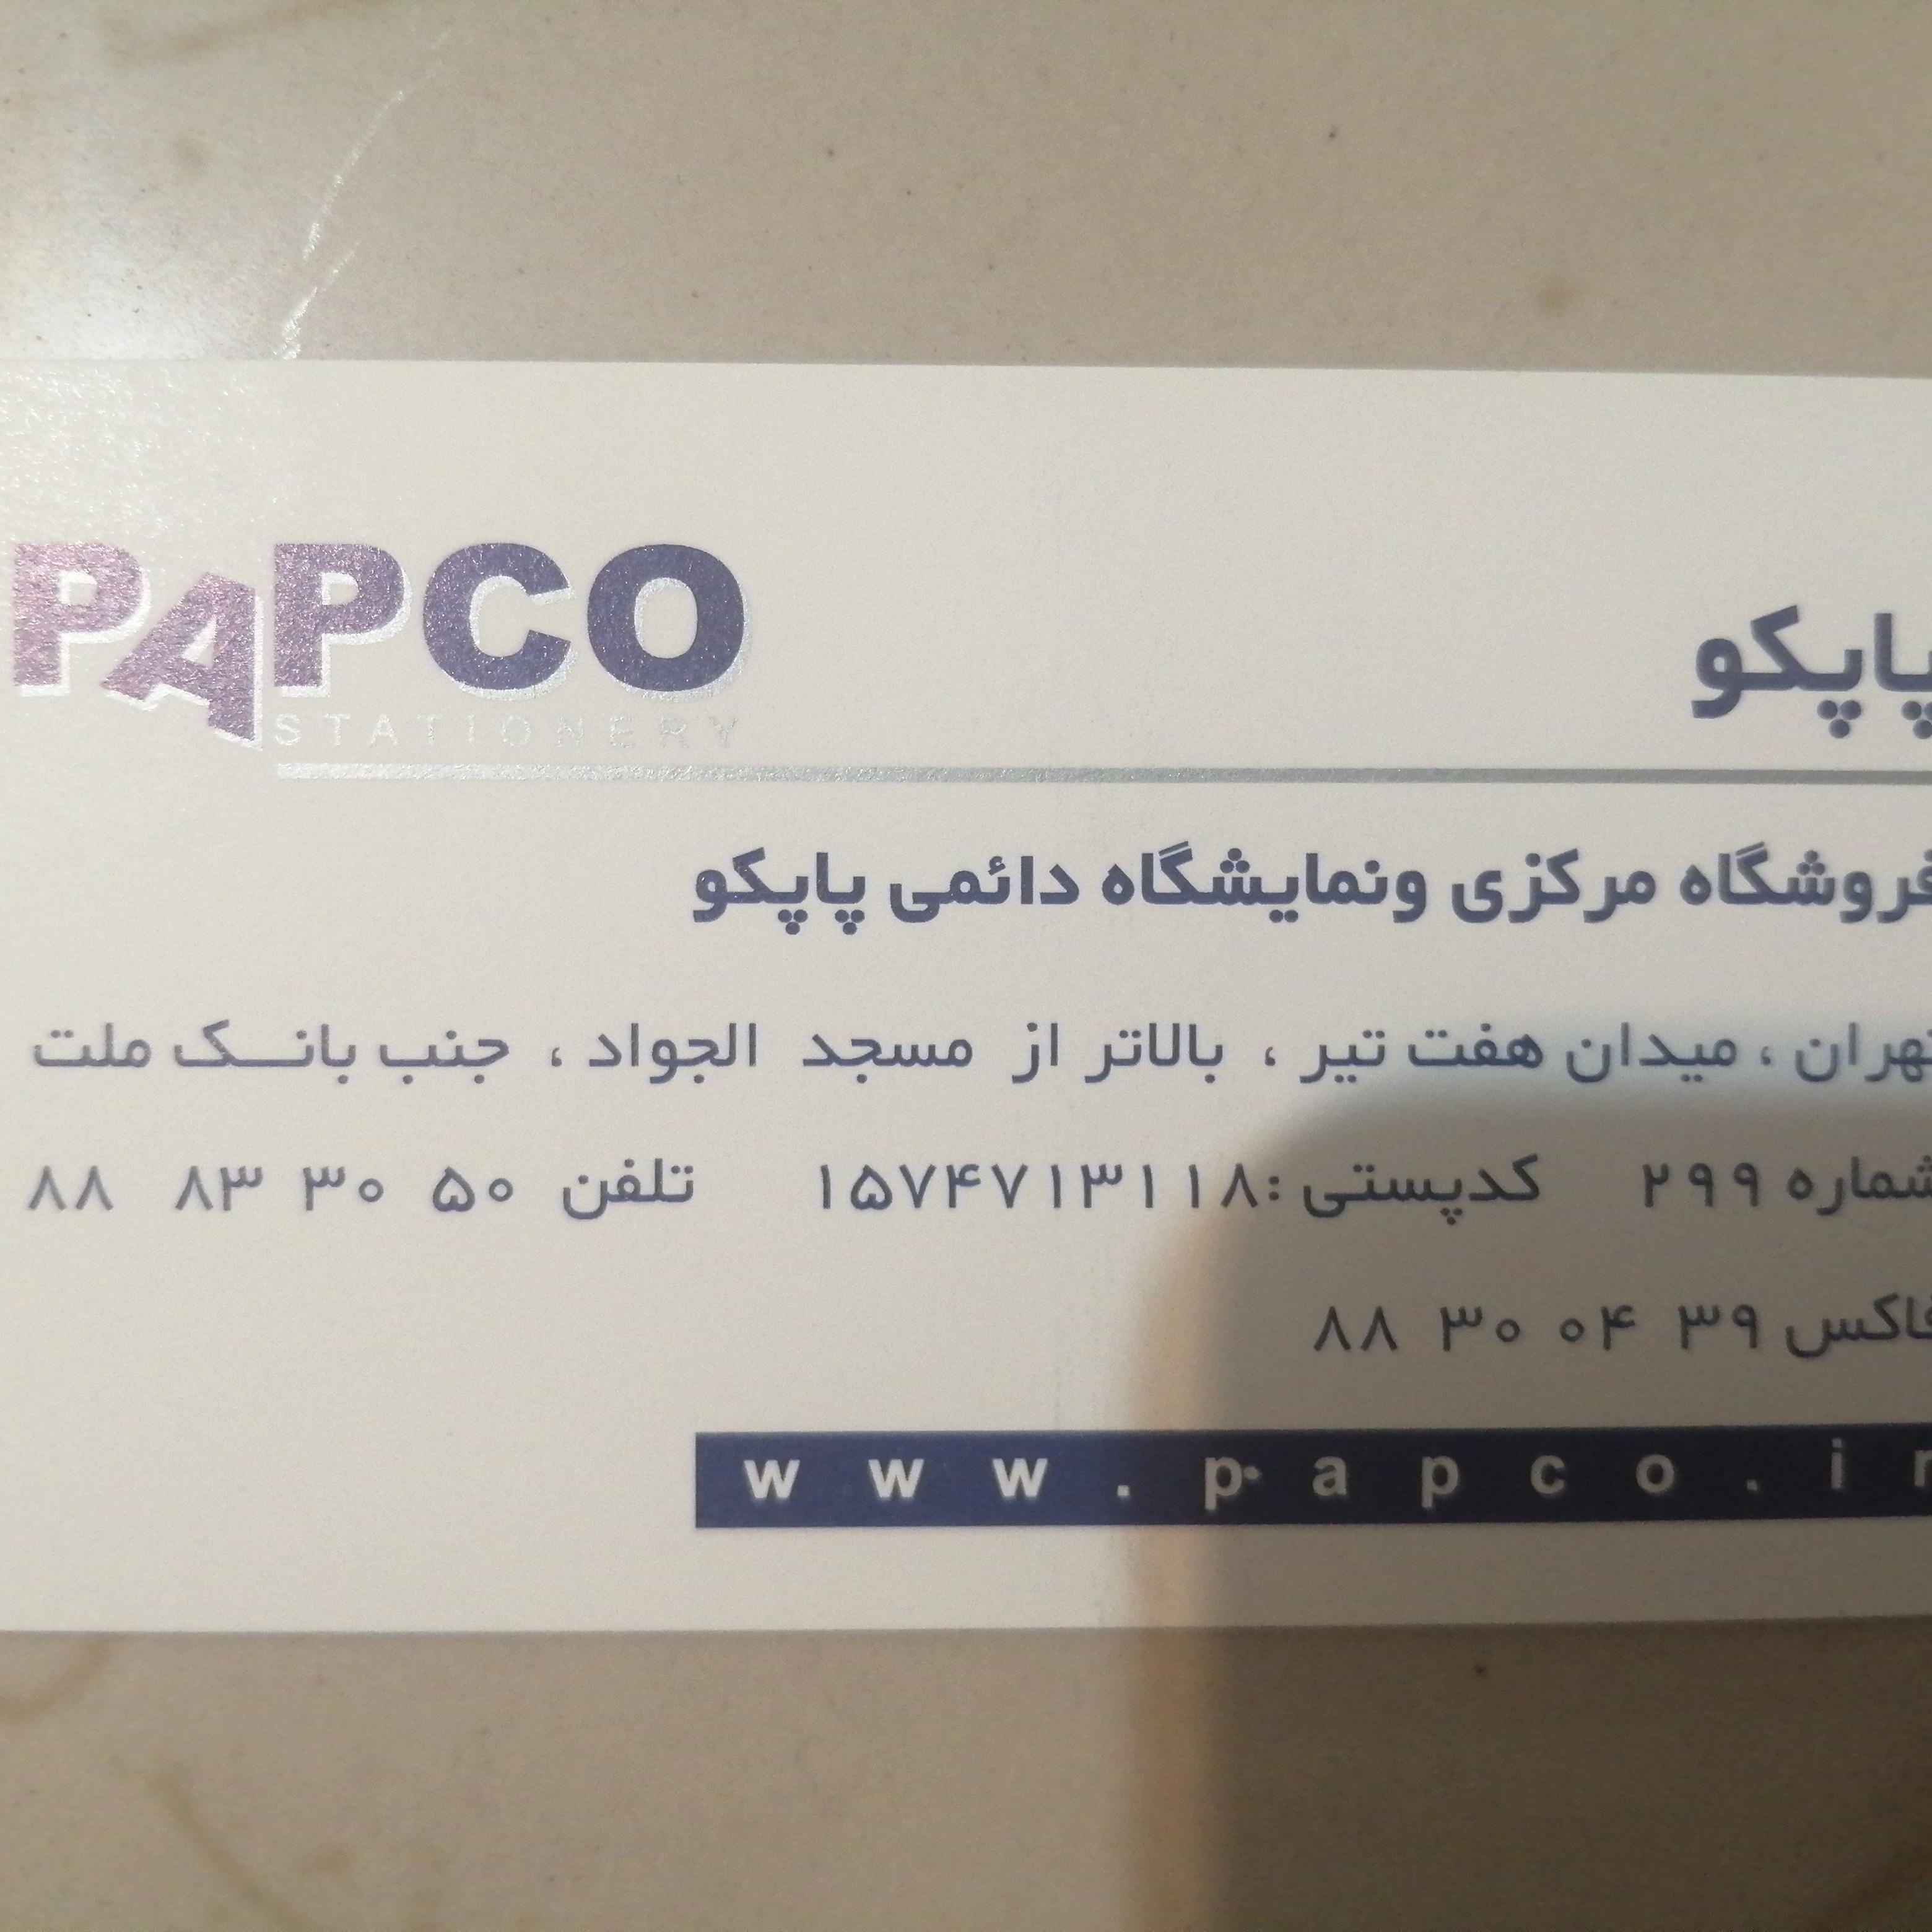 PAPCO
STATIONERY
پاپکو
فروشگاه مرکزی ونمایشگاه دائمی پاپکو
تهران ، میدان هفت تیر ، بالاتر از مسجد الجواد ، جنب بانک ملت
شماره ۲۹۹ کدپستی :۱۵۷۴۷۱۳۱۱۸ تلفن ۸۸ ۸۳ ۳۰ ۵۰
فاکس ۸۸ ۳۰ ۰۴ ۳۹
www.papco.ir